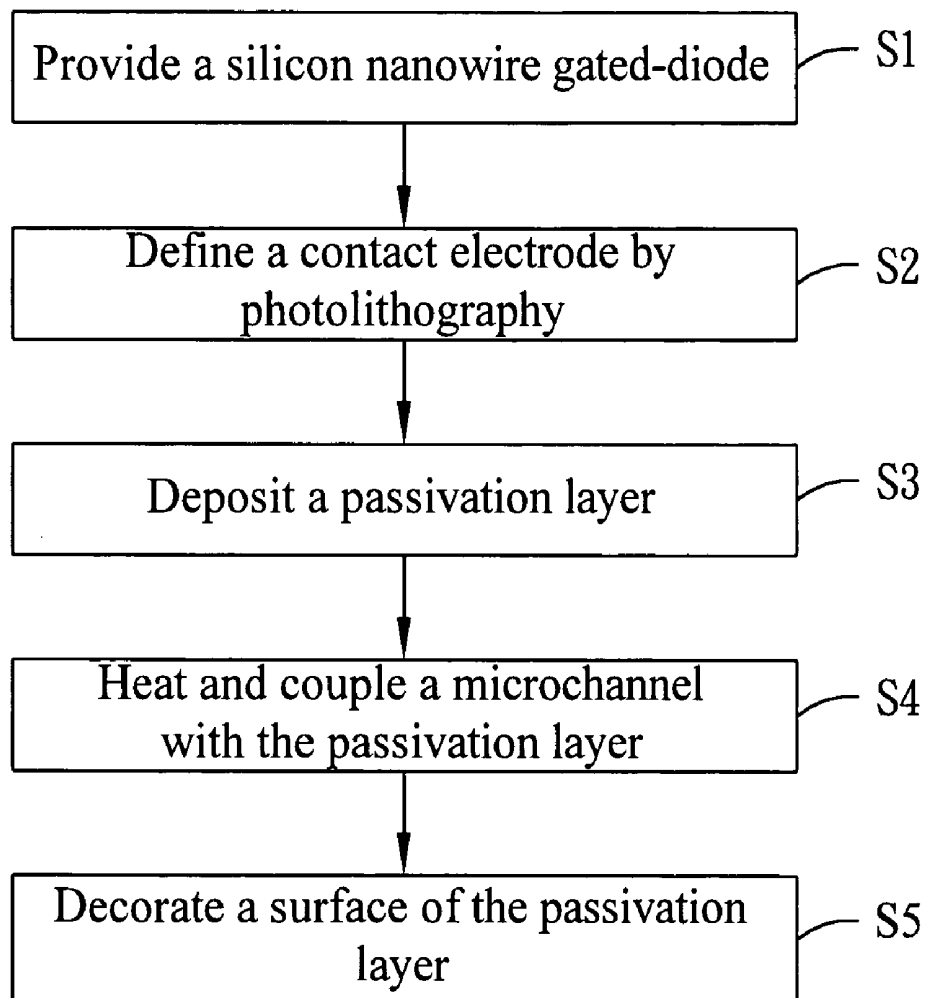 Provide a silicon nanowire gated-diode
S1
Define a contact electrode by
photolithography
S2
Deposit a passivation layer
S3
Heat and couple a microchannel
with the passivation layer
S4
Decorate a surface of the passivation
layer
S5